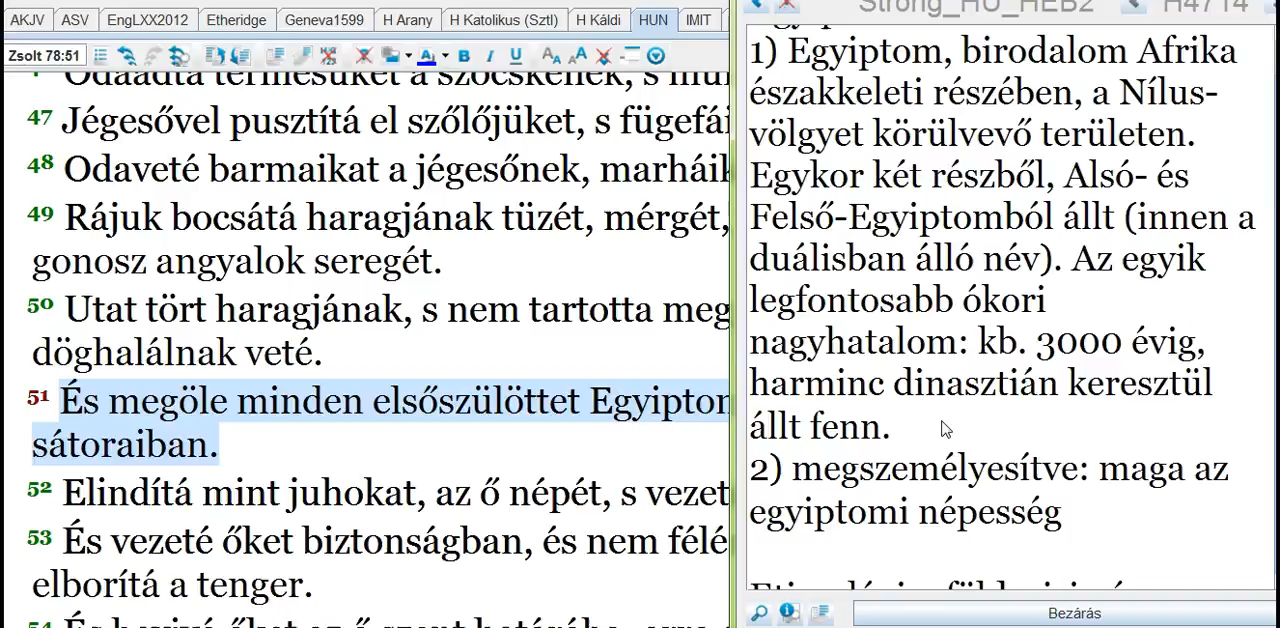 AKJV ASV EngLXX2012 Etheridge Geneva1599 H Arany H Katolikus (Sztl) H Káldi HUN IMIT
Zsolt 78:51
47 Jégesővel pusztítá el szőlőjüket, s fügefái
48 Odaveté barmaikat a jégesőnek, marháik
49 Rájuk bocsátá haragjának tüzét, mérgét,
gonosz angyalok seregét.
50 Utat tört haragjának, s nem tartotta meg
döghalálnak veté.
51 És megöle minden elsőszülöttet Egyipto
sátoraiban.
52 Elindítá mint juhokat, az ő népét, s vezet
53 És vezeté őket biztonságban, és nem félé
elborítá a tenger.
Strong_HU_HEB2 H4714
1) Egyiptom, birodalom Afrika
északkeleti részében, a Nílus-
völgyet körülvevő területen.
Egykor két részből, Alsó- és
Felső-Egyiptomból állt (innen a
duálisban álló név). Az egyik
legfontosabb ókori
nagyhatalom: kb. 3000 évig,
harminc dinasztián keresztül
állt fenn.
2) megszemélyesítve: maga az
egyiptomi népesség
Bezárás